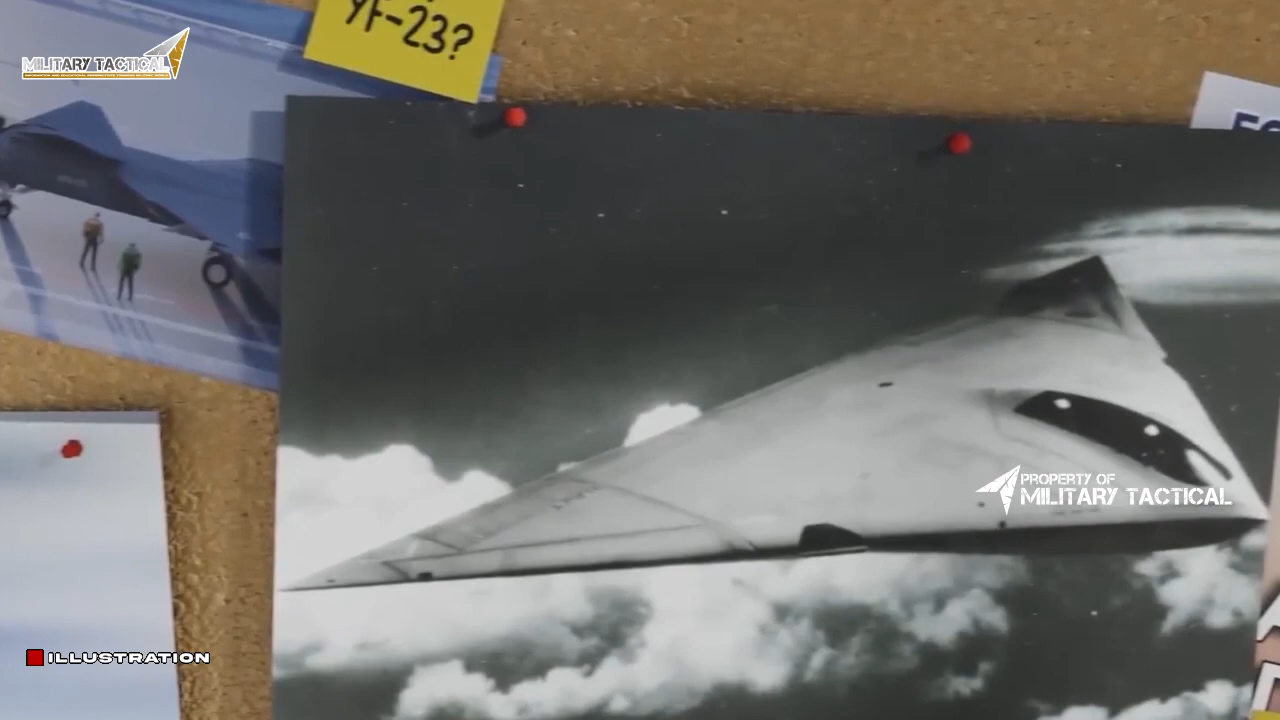 YF-23?
MILITARY TACTICAL
PROPERTY OF
MILITARY TACTICAL
ILLUSTRATION